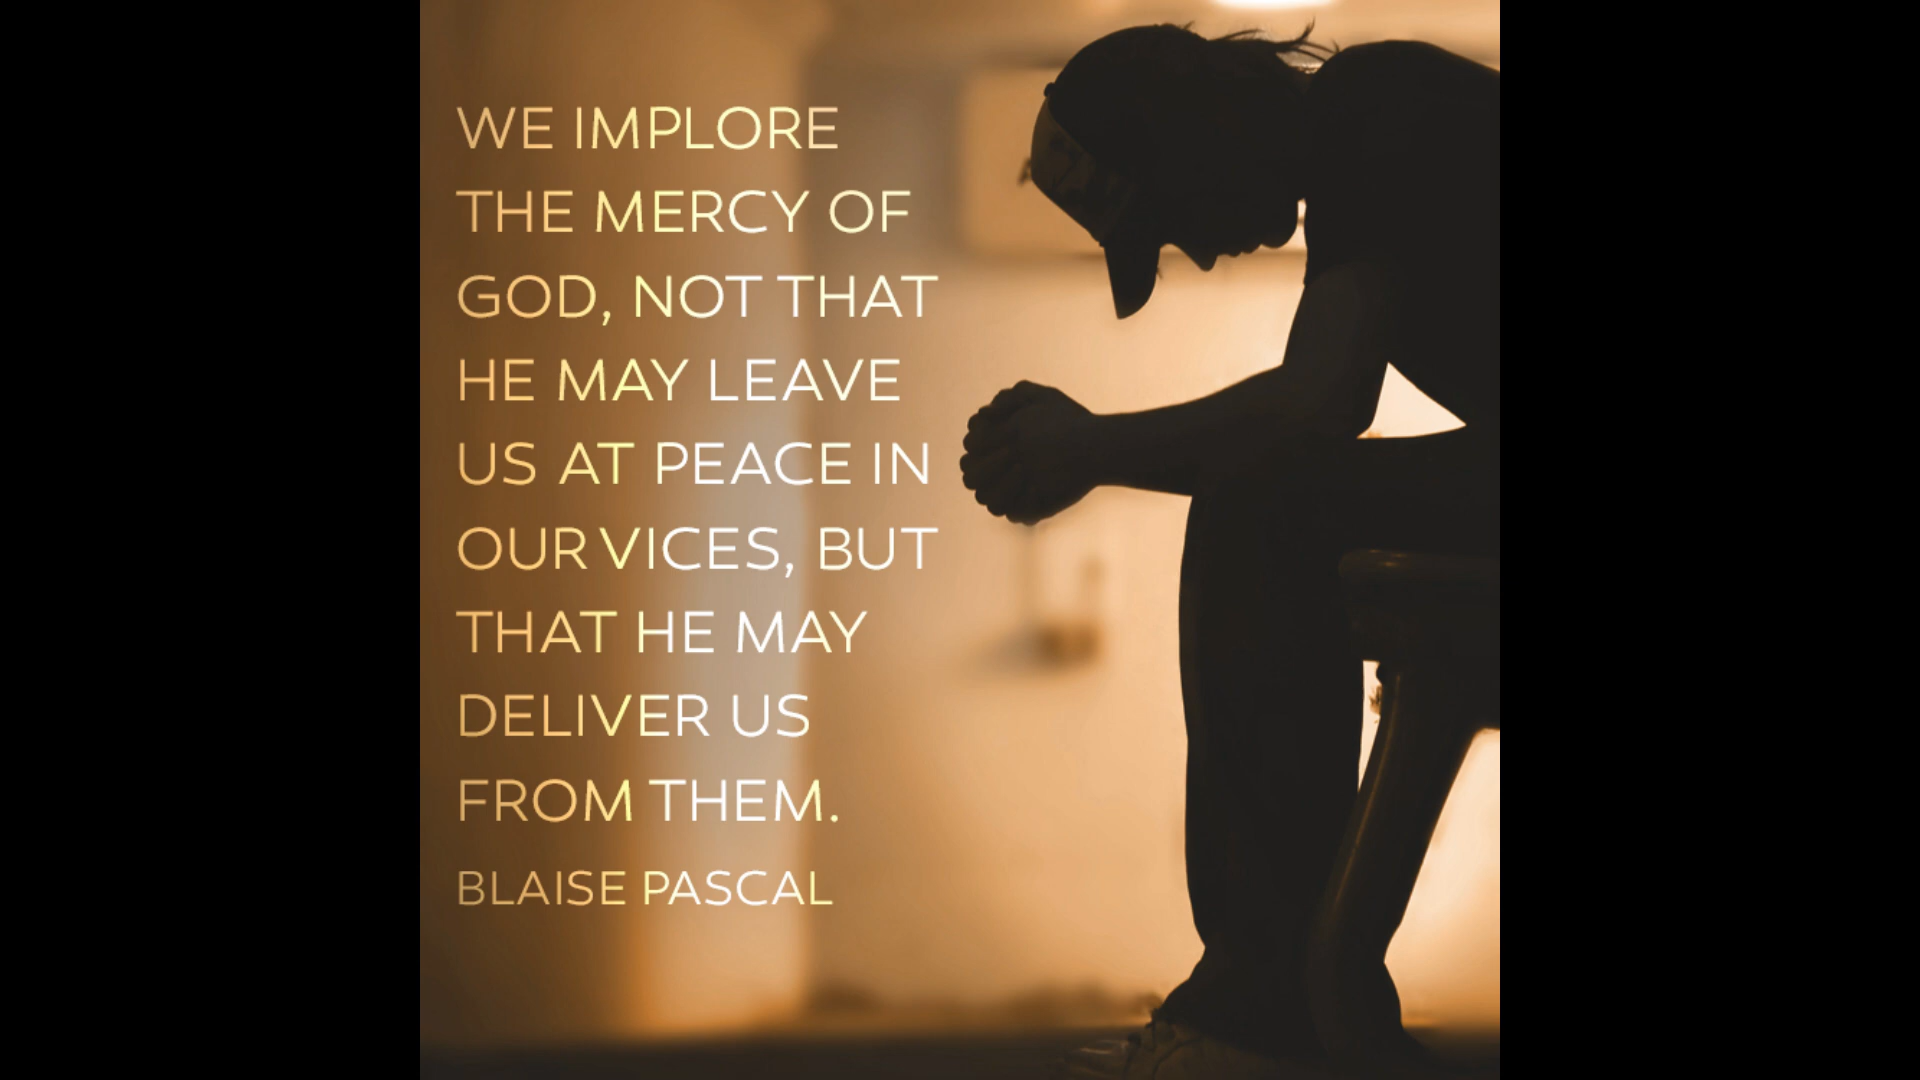 WE IMPLORE
THE MERCY OF
GOD, NOT THAT
HE MAY LEAVE
US AT PEACE IN
OUR VICES, BUT
THAT HE MAY
DELIVER US
FROM THEM.
BLAISE PASCAL